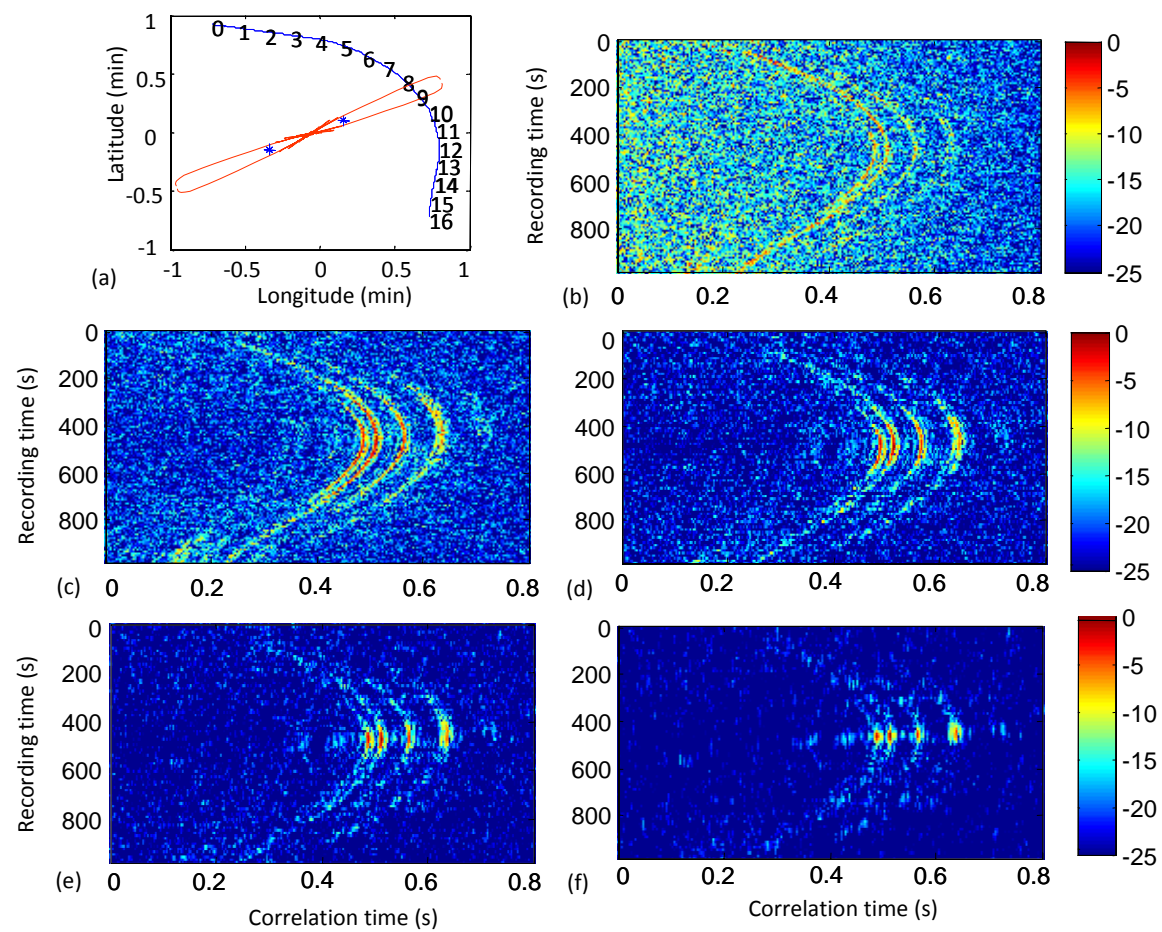 1
0.5
0
-0.5
-1
Latitude (min)
0 1 2 3 4 5 6 7 8 9 10 11 12 13 14 15 16
-1 -0.5 0 0.5 1
Longitude (min)
(a)
0
200
400
600
800
Recording time (s)
0 0.2 0.4 0.6 0.8
(b)
0
-5
-10
-15
-20
-25
0
200
400
600
800
Recording time (s)
0 0.2 0.4 0.6 0.8
(c)
0
200
400
600
800
0 0.2 0.4 0.6 0.8
(d)
0
-5
-10
-15
-20
-25
0
200
400
600
800
Recording time (s)
0 0.2 0.4 0.6 0.8
(e)
Correlation time (s)
0
200
400
600
800
0 0.2 0.4 0.6 0.8
(f)
Correlation time (s)
0
-5
-10
-15
-20
-25